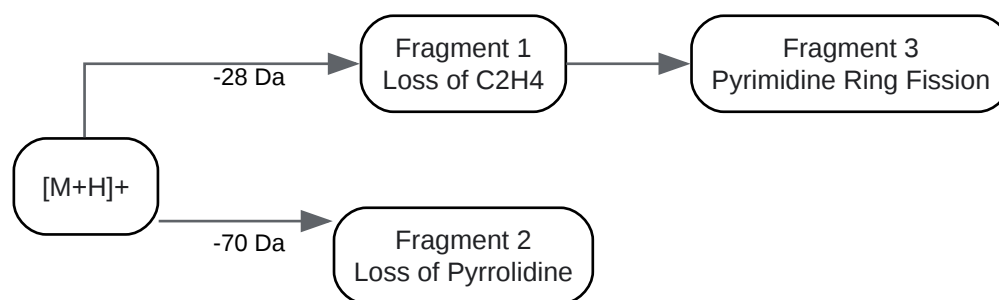 Fragment 1
Loss of C2H4
Fragment 3
Pyrimidine Ring Fission
-28 Da
[M+H]+
-70 Da
Fragment 2
Loss of Pyrrolidine